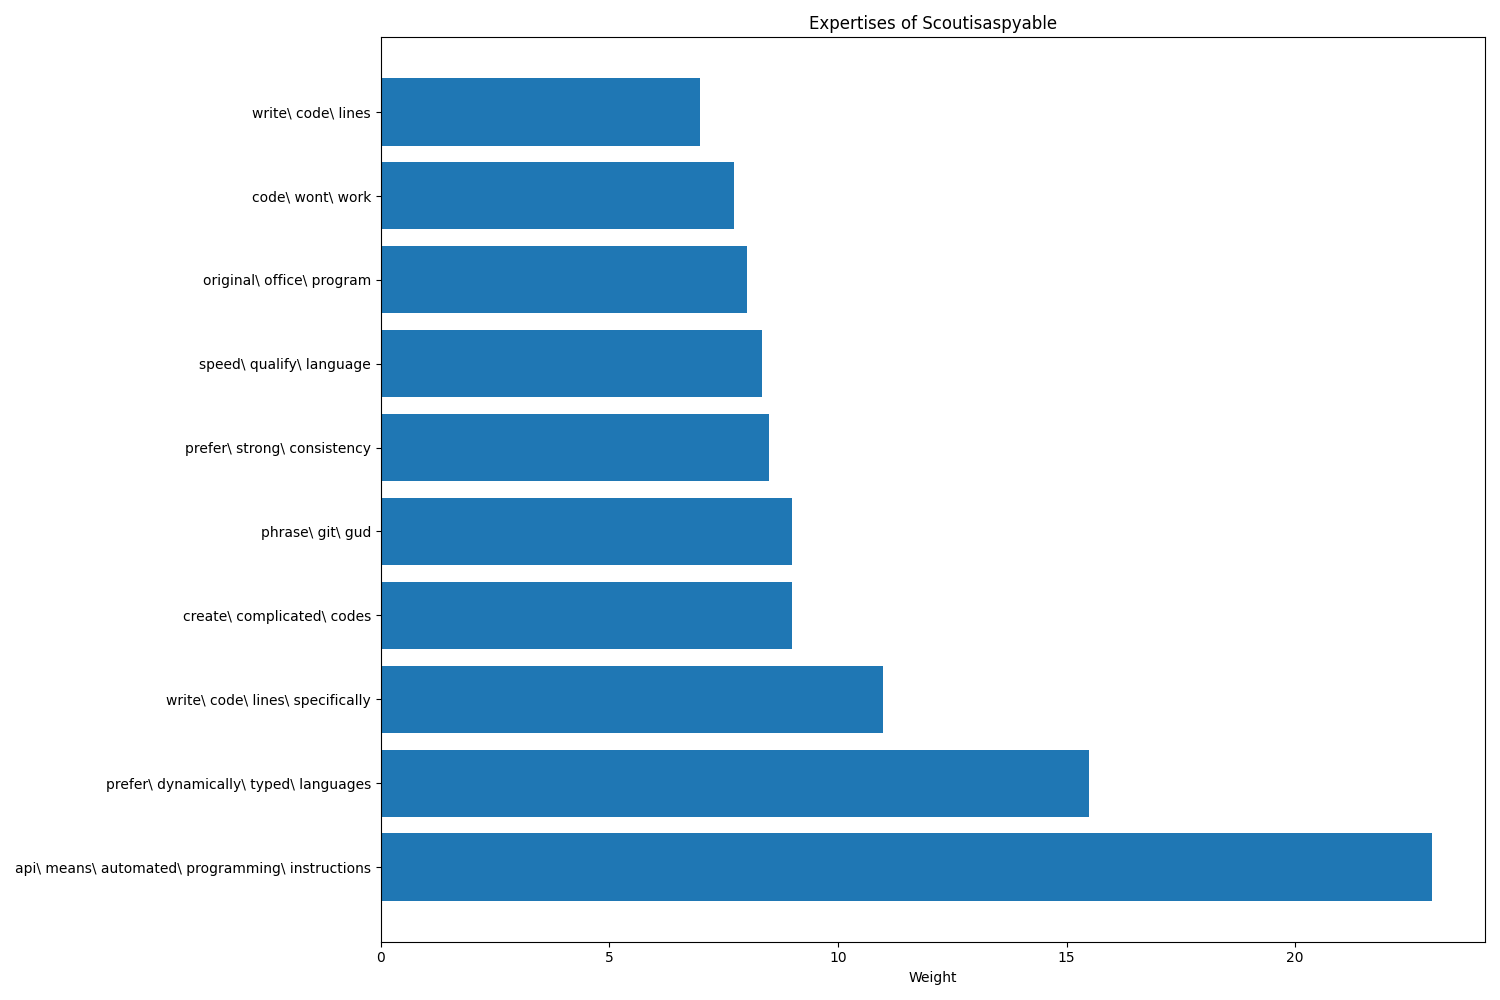 Expertises of Scoutisaspyable
write\ code\ lines
code\ wont\ work
original\ office\ program
speed\ qualify\ language
prefer\ strong\ consistency
phrase\ git\ gud
create\ complicated\ codes
write\ code\ lines\ specifically
prefer\ dynamically\ typed\ languages
api\ means\ automated\ programming\ instructions
0 5 10 15 20
Weight